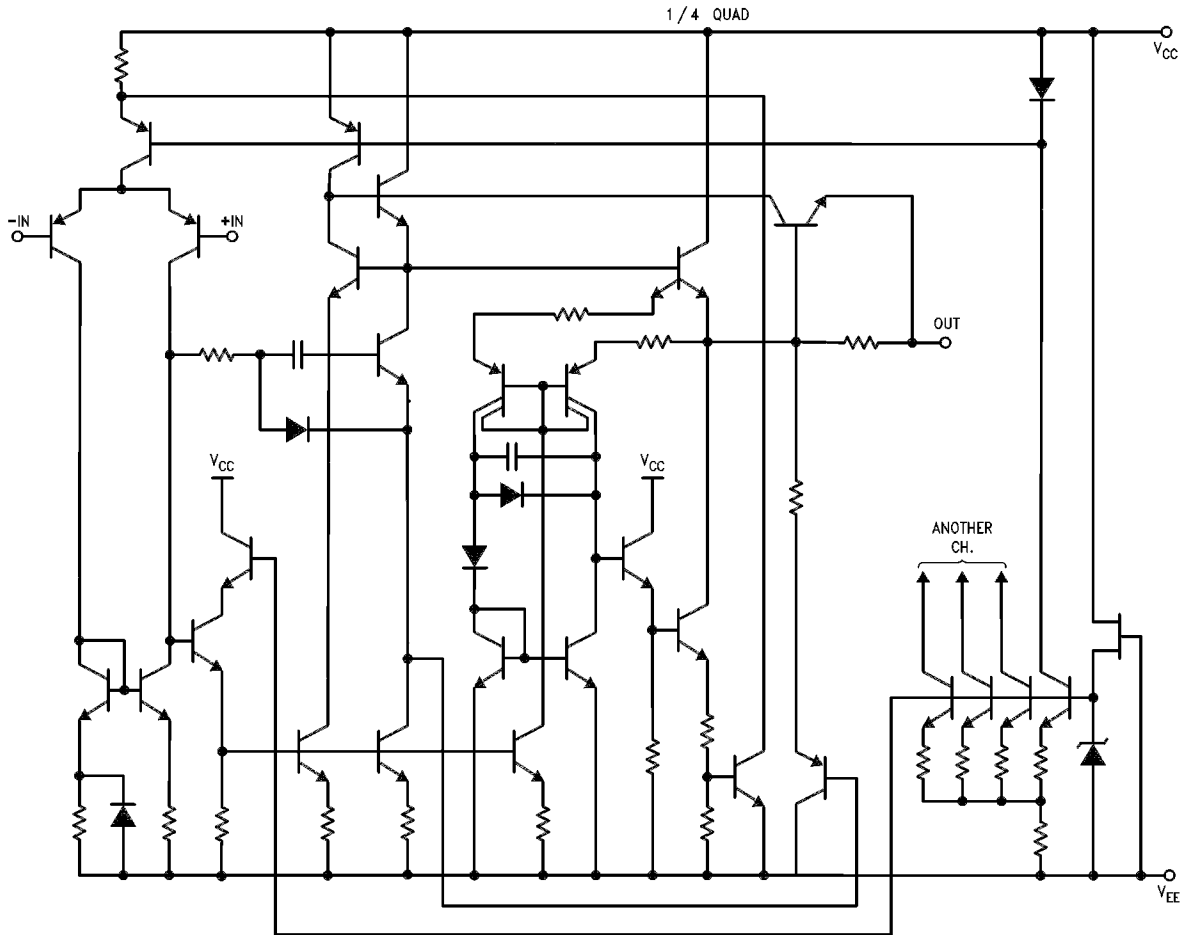 1/4 QUAD
VCC
-IN
+IN
OUT
VCC
VCC
ANOTHER
CH.
VEE